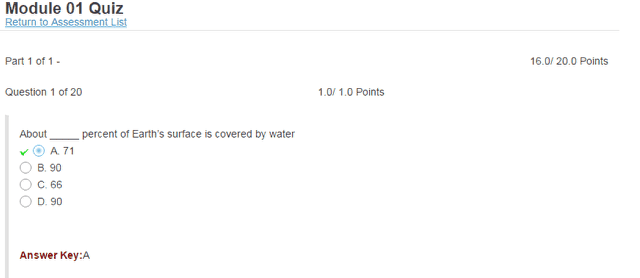 Module 01 Quiz
Return to Assessment List
Part 1 of 1 -
16.0/ 20.0 Points
Question 1 of 20
1.0/ 1.0 Points
About _____ percent of Earth's surface is covered by water
A. 71
B. 90
C. 66
D. 90
Answer Key:A